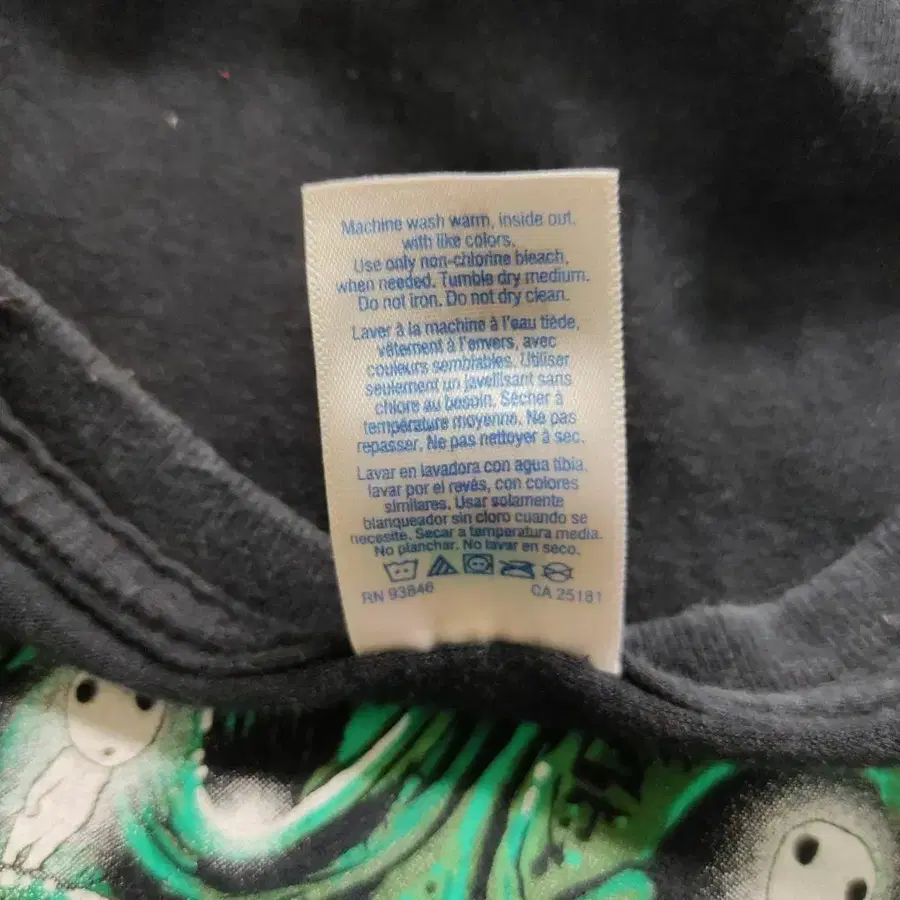 Machine wash warm, inside out,
with like colors.
Use only non-chlorine bleach,
when needed. Tumble dry medium.
Do not iron. Do not dry clean.
Laver à la machine à l'eau tiède,
vêtement à l'envers, avec
couleurs semblables. Utiliser
seulement un javellisant sans
chlore au besoin. Sécher à
température moyenne. Ne pas
repasser. Ne pas nettoyer à sec.
Lavar en lavadora con agua tibia,
lavar por el revés, con colores
similares. Usar solamente
blanqueador sin cloro cuando se
necesite. Secar a temperatura media.
No planchar. No lavar en seco.
RN 93846 CA 25181